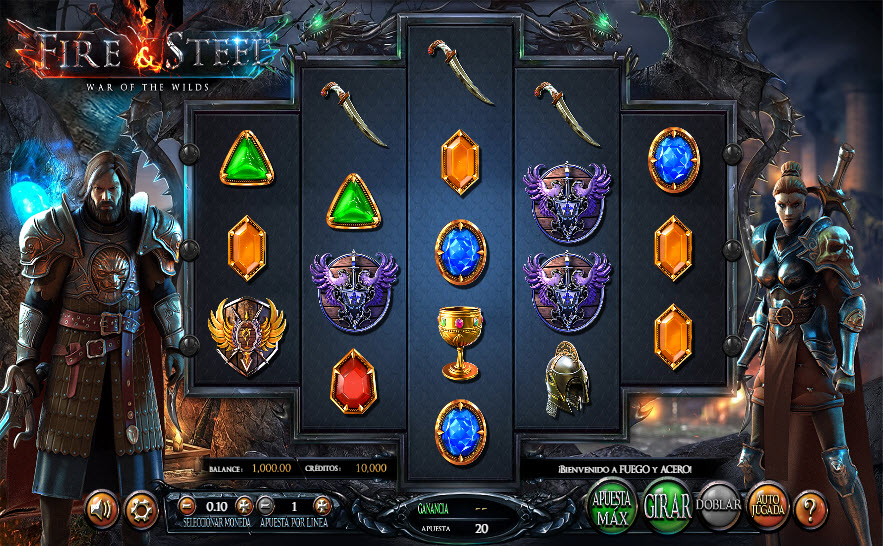 FIRE & STEEL
WAR OF THE WILDS
BALANCE: 1,000.00 CRÉDITOS: 10,000
¡BIENVENIDO A FUEGO Y ACERO!
0.10 1
SELECCIONAR MONEDA APUESTA POR LINEA
GANANCIA --
APUESTA 20
APUESTA
MÁX
GIRAR
DOBLAR
AUTO
JUGADA
?